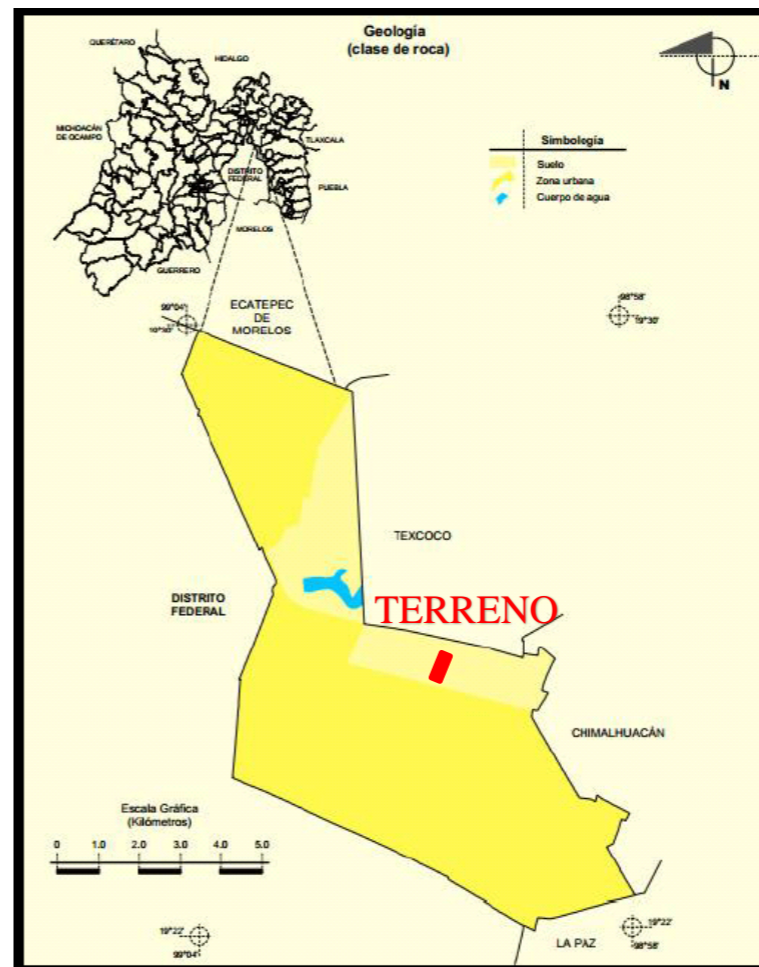 Geología
(clase de roca)
QUERÉTARO
HIDALGO
MICHOACÁN
DE OCAMPO
TLAXCALA
DISTRITO
FEDERAL
PUEBLA
MORELOS
GUERRERO
N
Simbología
Suelo
Zona urbana
Cuerpo de agua
99°04'
ECATEPEC
DE
MORELOS
98°58'
19°30'
TEXCOCO
DISTRITO
FEDERAL
TERRENO
CHIMALHUACÁN
Escala Gráfica
(Kilómetros)
0 1.0 2.0 3.0 4.0 5.0
19°22'
99°04'
LA PAZ
19°22'
98°58'